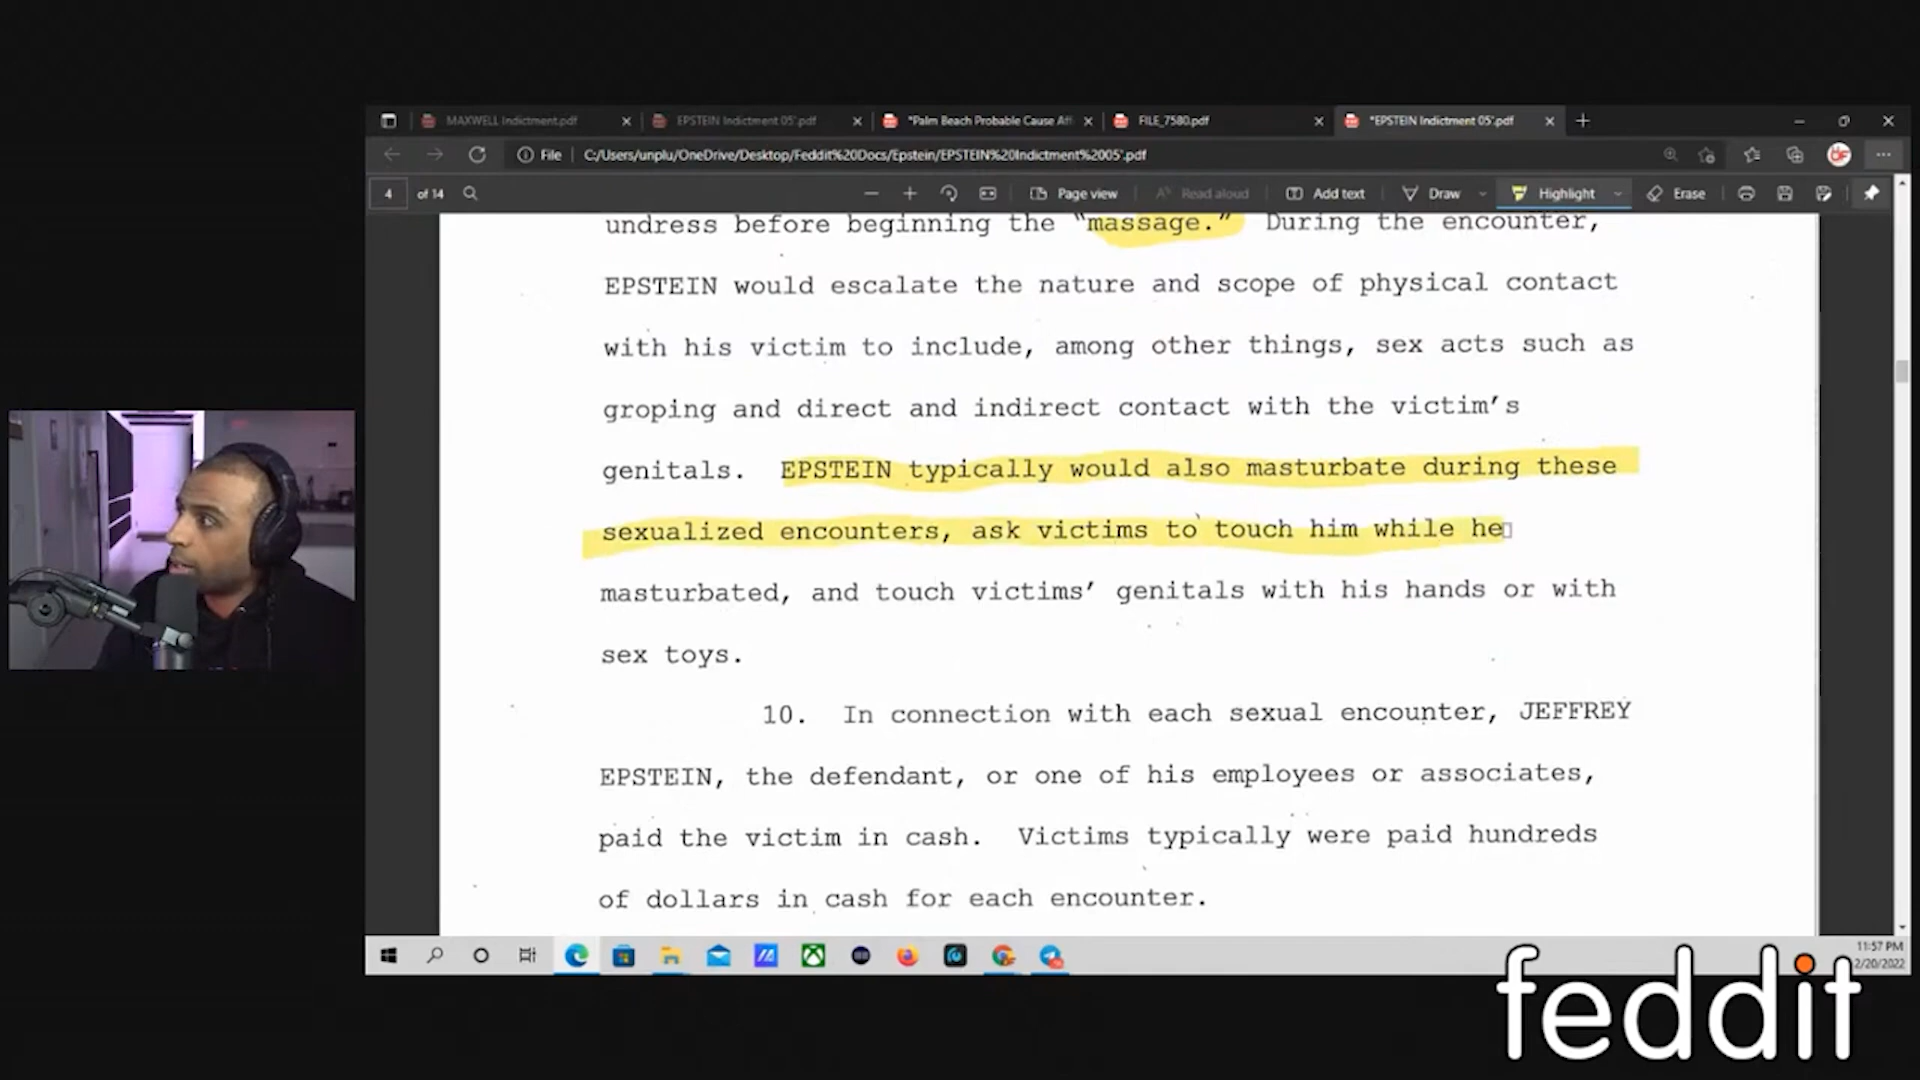 MAXWELL Indictment.pdf
EPSTEIN Indictment 05'.pdf
*Palm Beach Probable Cause Aff
FILE_7580.pdf
*EPSTEIN Indictment 05'.pdf
File
C:/Users/unplu/OneDrive/Desktop/Feddit%20Docs/Epstein/EPSTEIN%20Indictment%2005'.pdf
4 of 14
Page view
Read aloud
Add text
Draw
Highlight
Erase
undress before beginning the “massage.” During the encounter,
EPSTEIN would escalate the nature and scope of physical contact
with his victim to include, among other things, sex acts such as
groping and direct and indirect contact with the victim’s
genitals. EPSTEIN typically would also masturbate during these
sexualized encounters, ask victims to touch him while he
masturbated, and touch victims’ genitals with his hands or with
sex toys.
10. In connection with each sexual encounter, JEFFREY
EPSTEIN, the defendant, or one of his employees or associates,
paid the victim in cash. Victims typically were paid hundreds
of dollars in cash for each encounter.
11:57 PM
2/20/2022
feddit